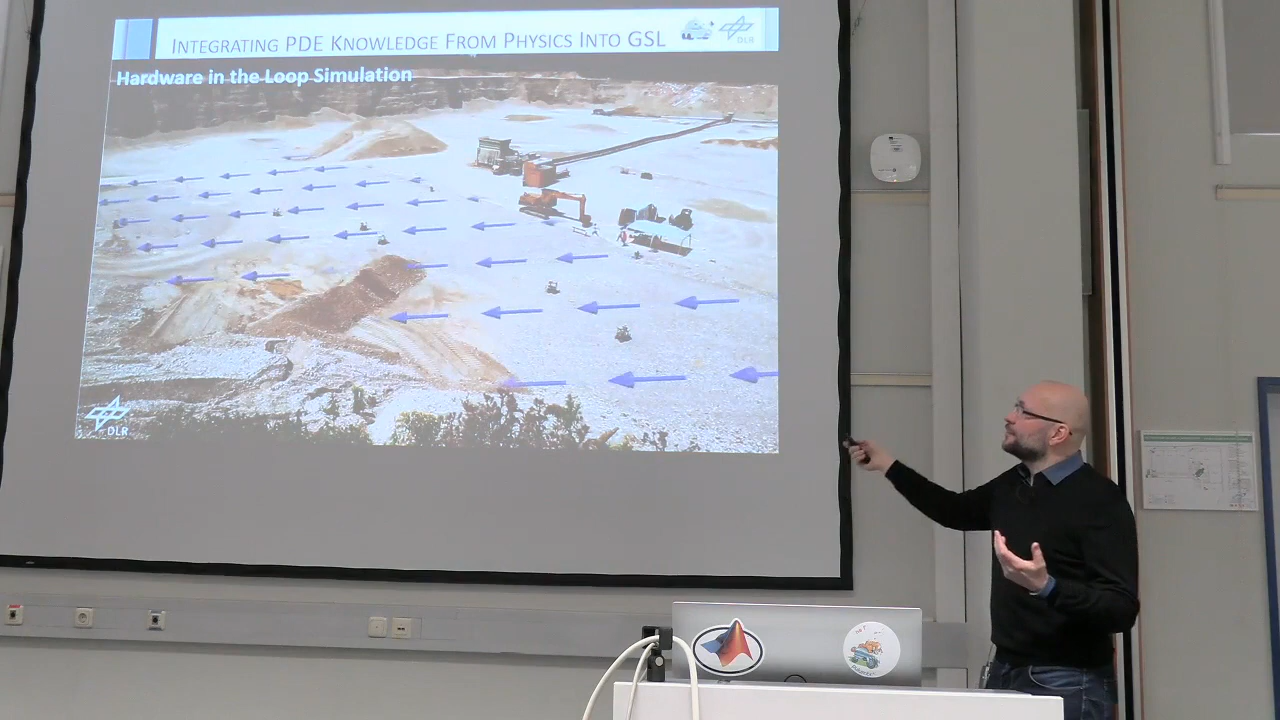 INTEGRATING PDE KNOWLEDGE FROM PHYSICS INTO GSL
DLR
Hardware in the Loop Simulation
DLR